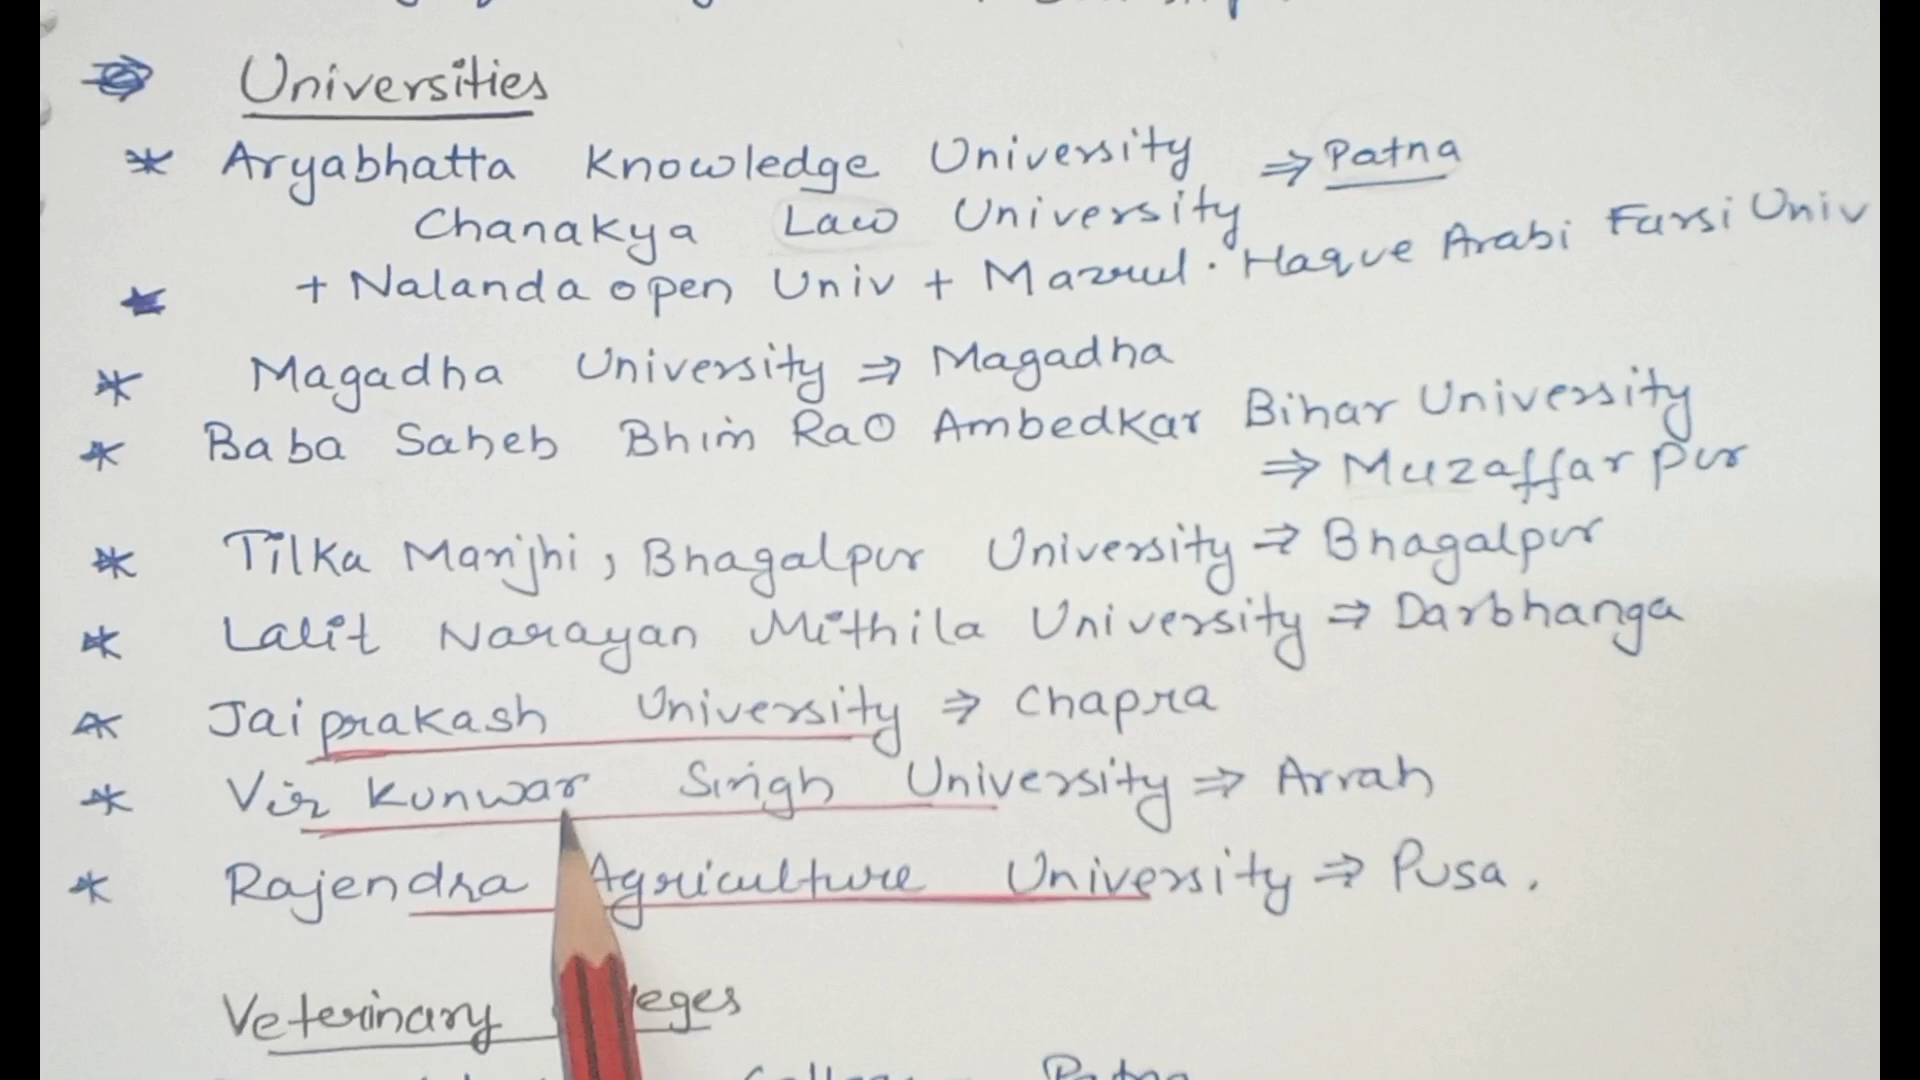 Universities
* Aryabhatta Knowledge University ⇒ Patna
Chanakya Law University
* + Nalanda open Univ + Mazrul. Haque Arabi Farsi Univ
* Magadha University ⇒ Magadha
* Baba Saheb Bhim Rao Ambedkar Bihar University
⇒ Muzaffarpur
* Tilka Manjhi, Bhagalpur University ⇒ Bhagalpur
* Lalit Narayan Mithila University ⇒ Darbhanga
* Jaiprakash University ⇒ Chapra
* Vir Kunwar Singh University ⇒ Arrah
* Rajendra Agriculture University ⇒ Pusa.
Veterinary
Patna